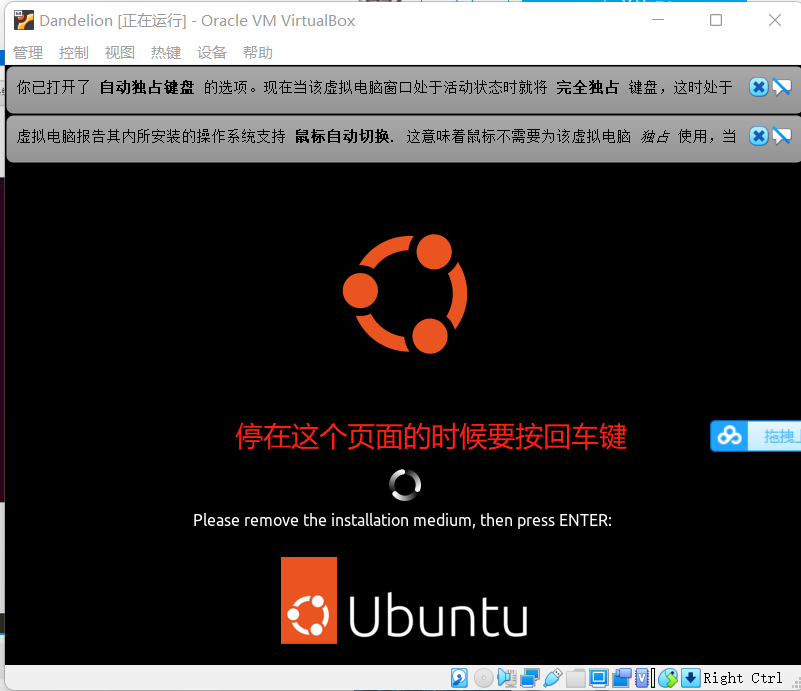 Dandelion [正在运行] - Oracle VM VirtualBox
管理 控制 视图 热键 设备 帮助
你已打开了 自动独占键盘 的选项。现在当该虚拟电脑窗口处于活动状态时就将 完全独占 键盘，这时处于
虚拟电脑报告其内所安装的操作系统支持 鼠标自动切换. 这意味着鼠标不需要为该虚拟电脑 独占 使用，当
停在这个页面的时候要按回车键
拖拽
Please remove the installation medium, then press ENTER:
Ubuntu
Right Ctrl